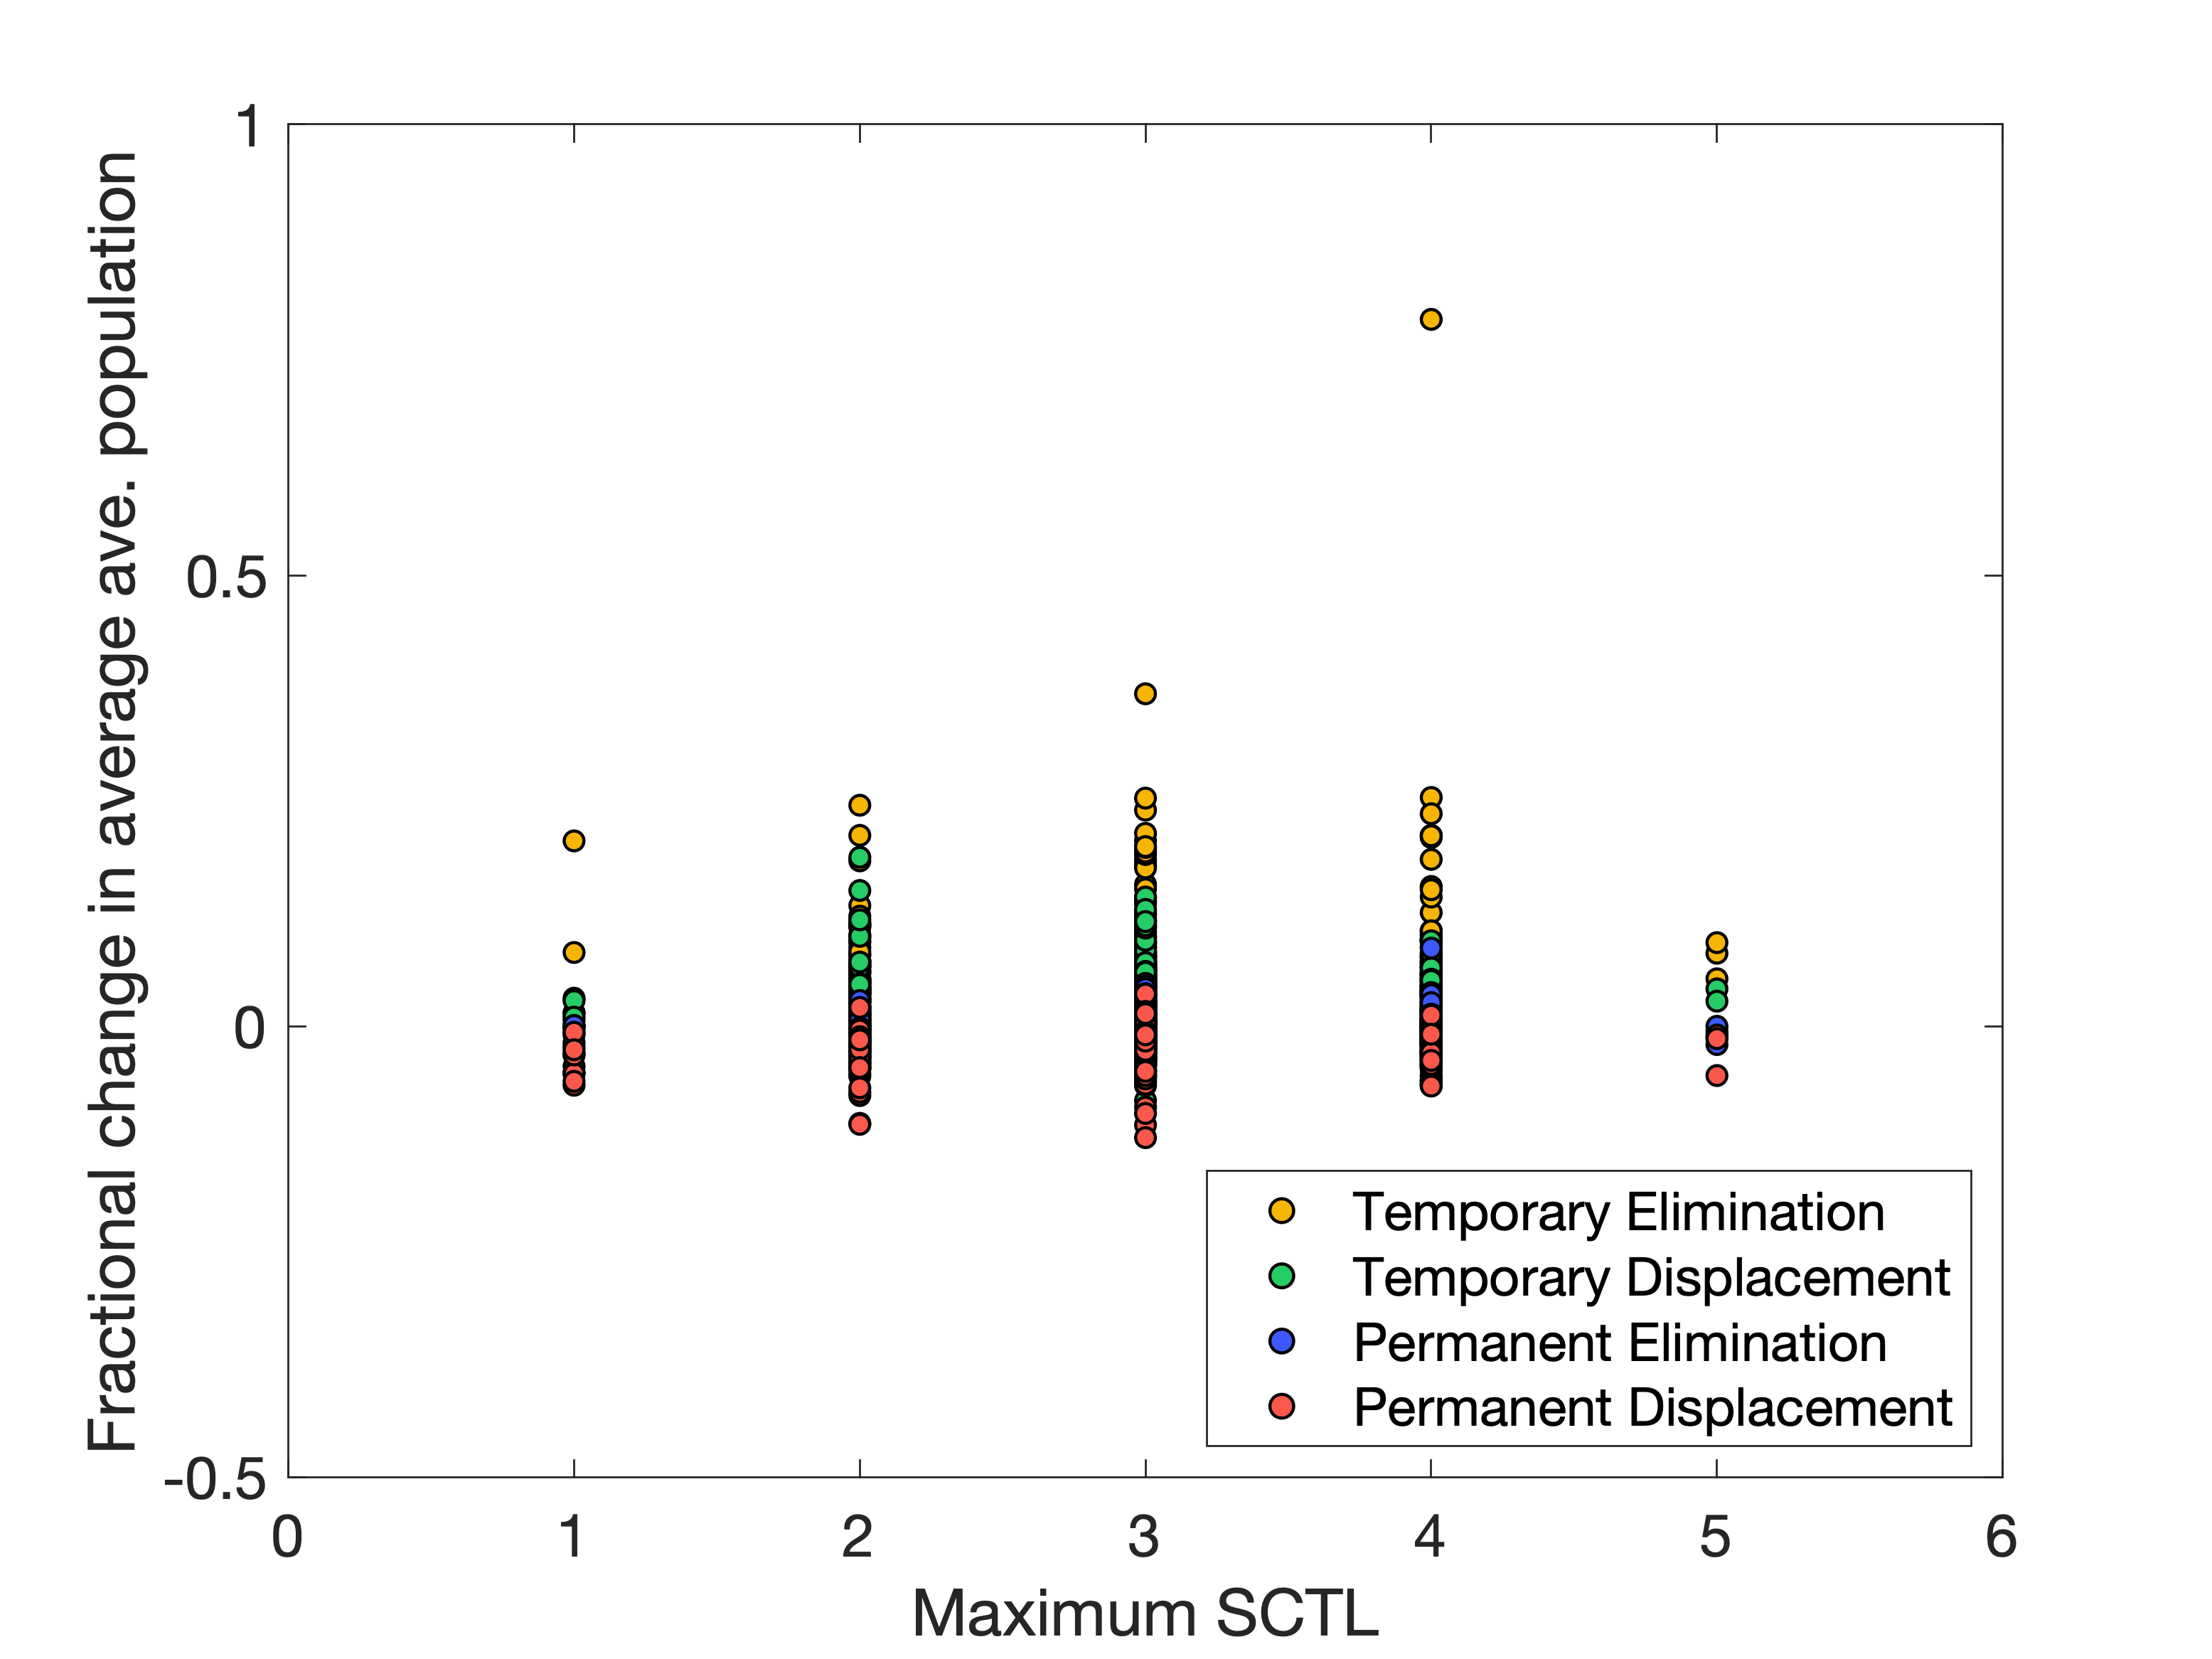 Fractional change in average ave. population
1
0.5
0
-0.5
0 1 2 3 4 5 6
Maximum SCTL
Temporary Elimination
Temporary Displacement
Permanent Elimination
Permanent Displacement